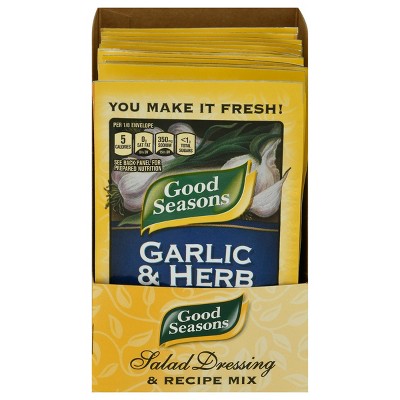 YOU MAKE IT FRESH!
PER 1/8 ENVELOPE
5 CALORIES
0g SAT FAT
350mg SODIUM
<1g TOTAL SUGARS
SEE BACK PANEL FOR
PREPARED NUTRITION
Good
Seasons
GARLIC
& HERB
Good
Seasons
Salad Dressing
& RECIPE MIX